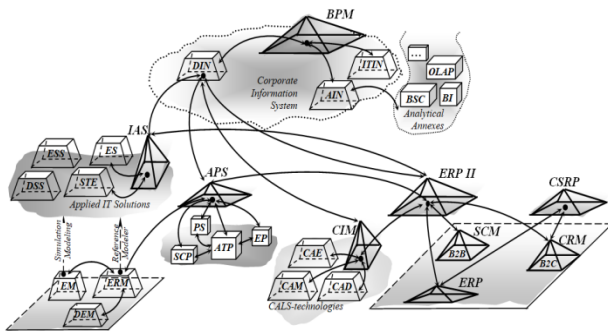 BPM
DIN
ITIN
...
OLAP
Corporate
Information
System
AIN
BSC
BI
Analytical
Annexes
IAS
ESS
ES
DSS
STE
Applied IT Solutions
APS
ERP II
CSRP
PS
SCP
ATP
EP
CIM
SCM
B2B
CRM
B2C
CAE
CAM
CAD
CALS-technologies
ERP
Simulation
Modeling
Reference
Modeler
EM
ERM
DEM